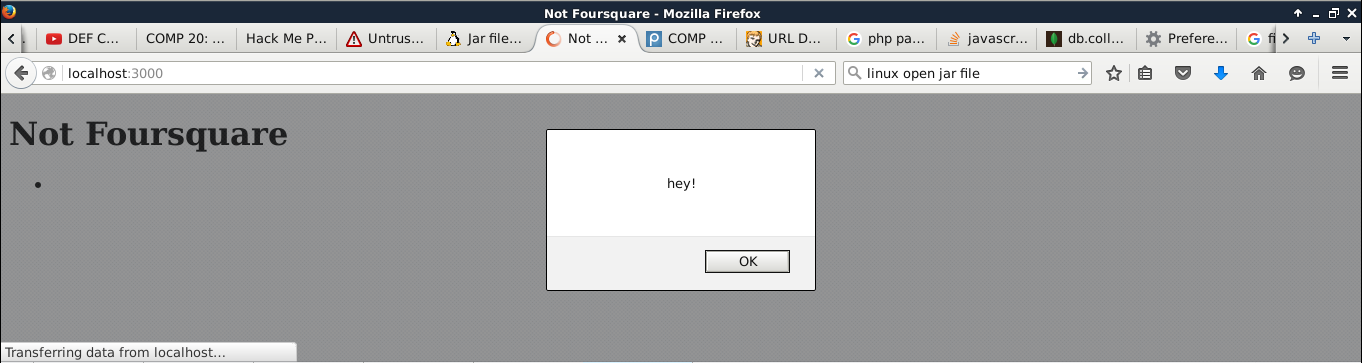 Not Foursquare - Mozilla Firefox
DEF C... COMP 20: ... Hack Me P... Untrus... Jar file... Not ... COMP ... URL D... php pa... javascr... db.coll... Prefere...
localhost:3000 linux open jar file
Not Foursquare
hey!
OK
Transferring data from localhost...